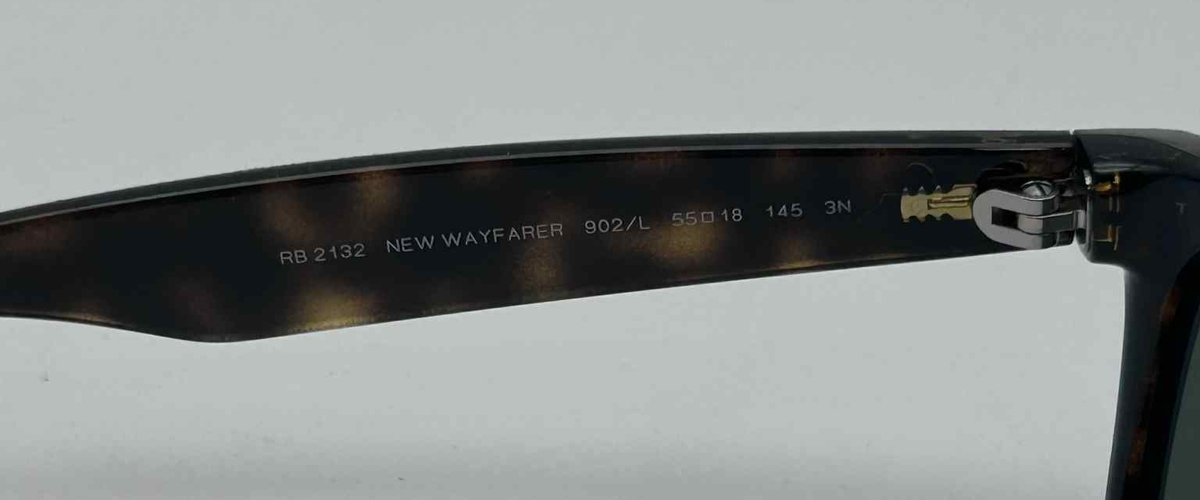 RB 2132 NEW WAYFARER 902/L 55□18 145 3N